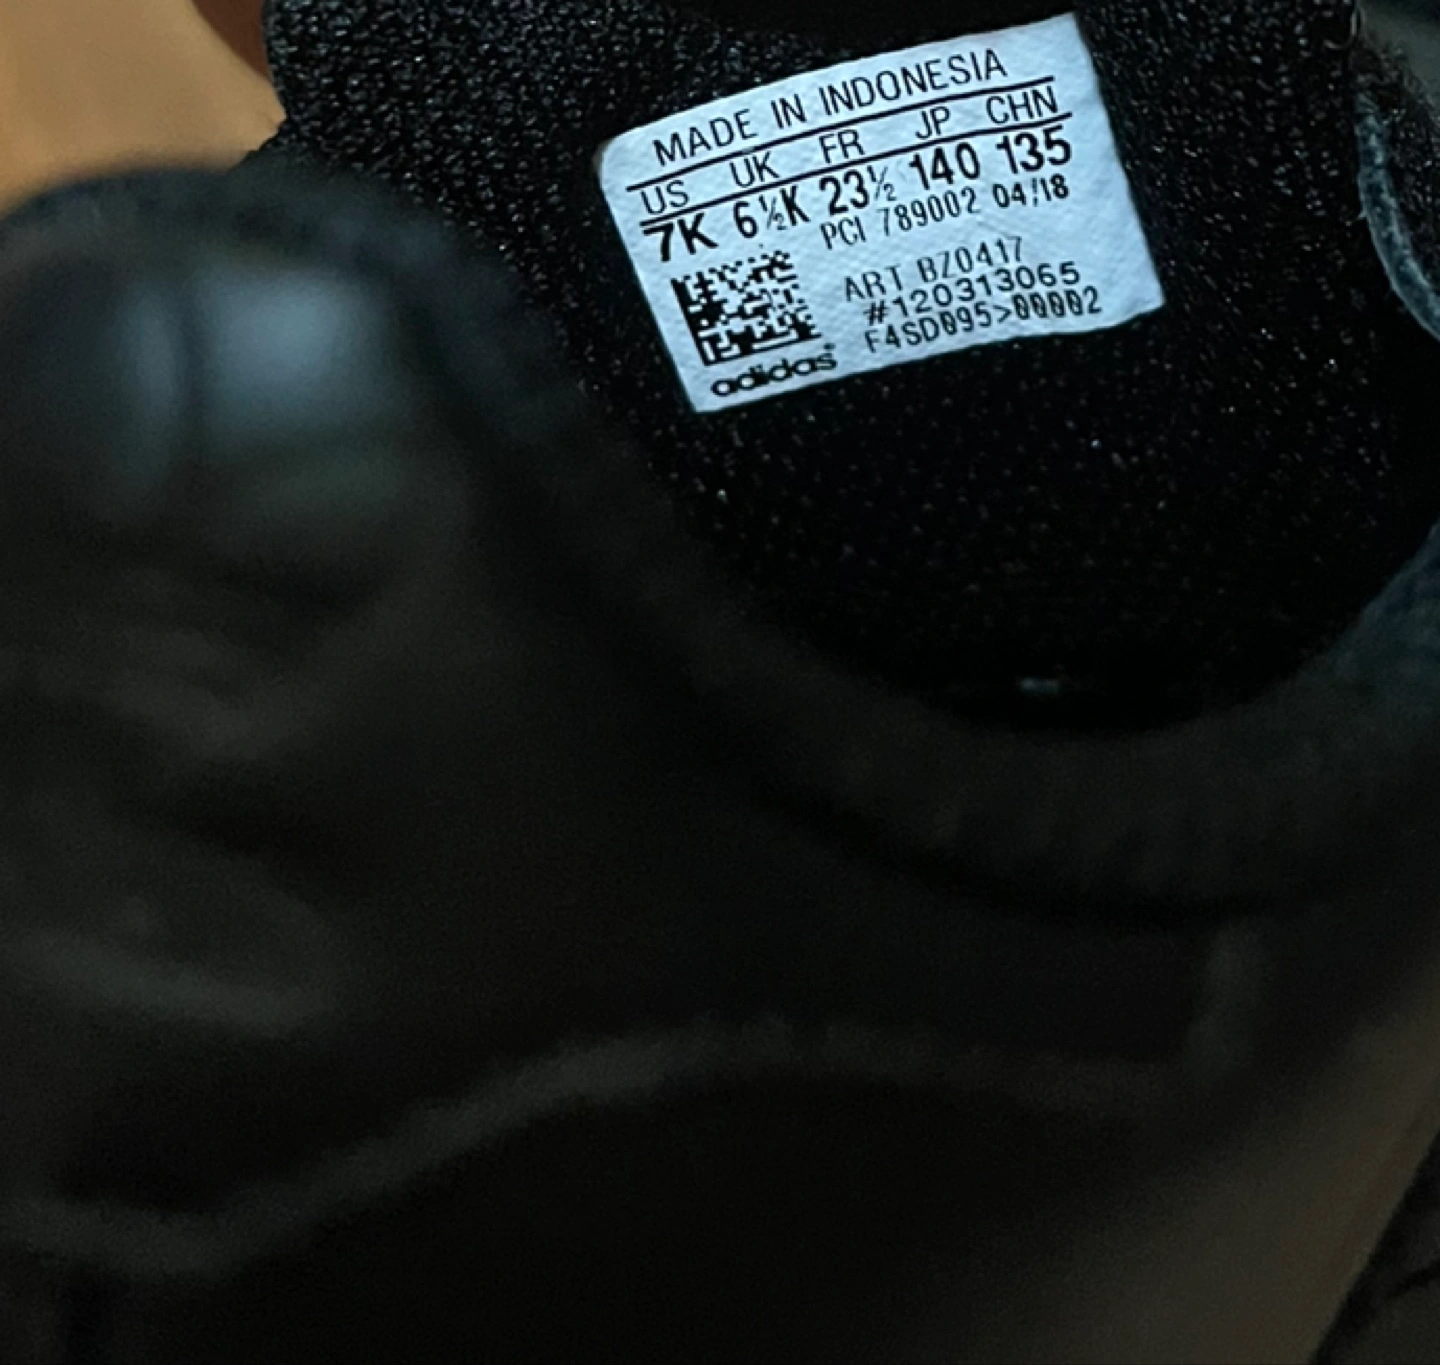 MADE IN INDONESIA
US UK FR JP CHN
7K 6½K 23½ 140 135
PCI 789002 04/18
ART BZ0417
#120313065
F4SD095>00002
adidas